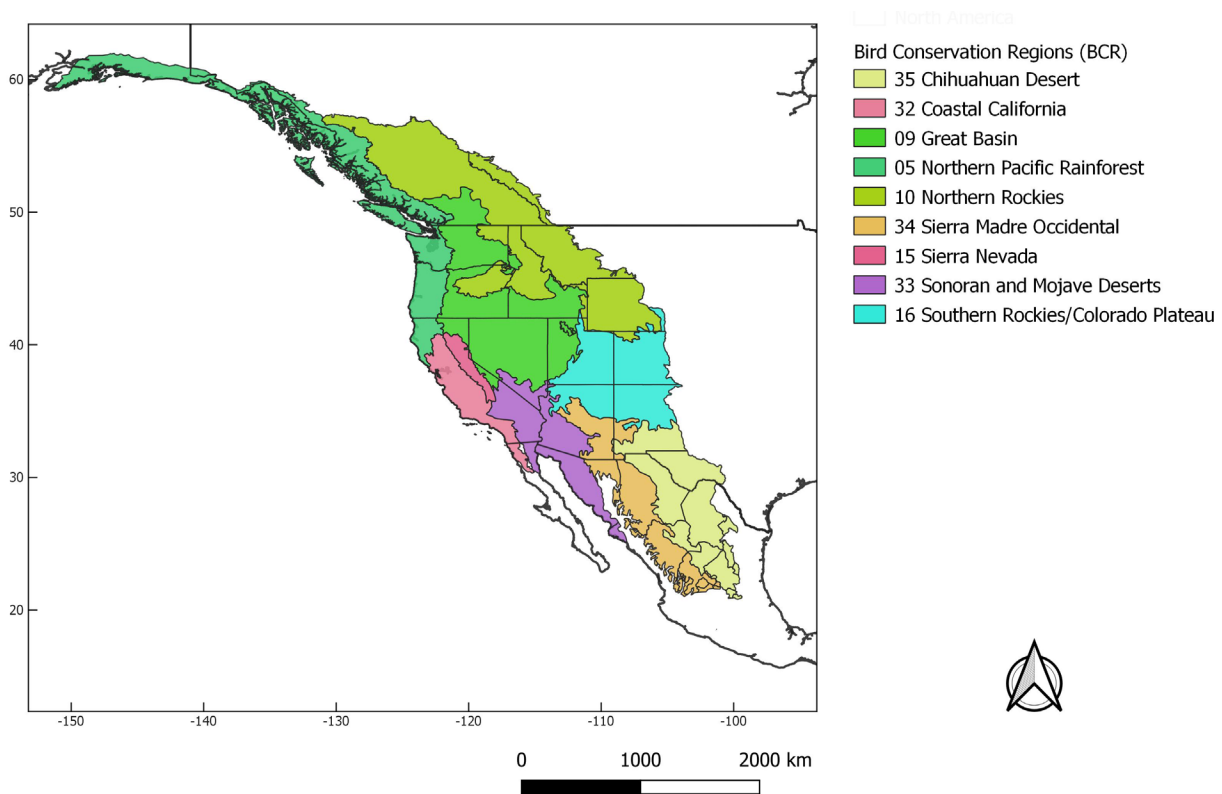 North America
Bird Conservation Regions (BCR)
35 Chihuahuan Desert
32 Coastal California
09 Great Basin
05 Northern Pacific Rainforest
10 Northern Rockies
34 Sierra Madre Occidental
15 Sierra Nevada
33 Sonoran and Mojave Deserts
16 Southern Rockies/Colorado Plateau
60
50
40
30
20
-150
-140
-130
-120
-110
-100
0
1000
2000 km